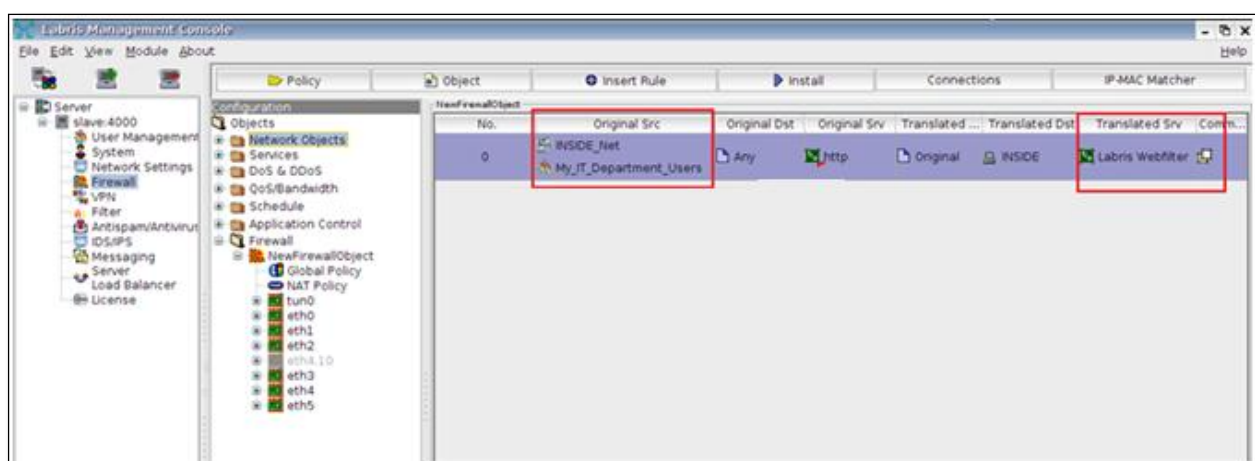 Labris Management Console
File Edit View Module About Help
Policy Object Insert Rule Install Connections IP-MAC Matcher
Server
slave:4000
User Management
System
Network Settings
Firewall
VPN
Filter
Antispam/Antivirus
IDS/IPS
Messaging
Server
Load Balancer
License
Configuration
Objects
Network Objects
Services
DoS & DDoS
QoS/Bandwidth
Schedule
Application Control
Firewall
NewFirewallObject
Global Policy
NAT Policy
tun0
eth0
eth1
eth2
eth4.10
eth3
eth4
eth5
NewFirewallObject
No. Original Src Original Dst Original Srv Translated ... Translated Dst Translated Srv Comm...
0 INSIDE_Net Any http Original INSIDE Labris Webfilter
My_IT_Department_Users